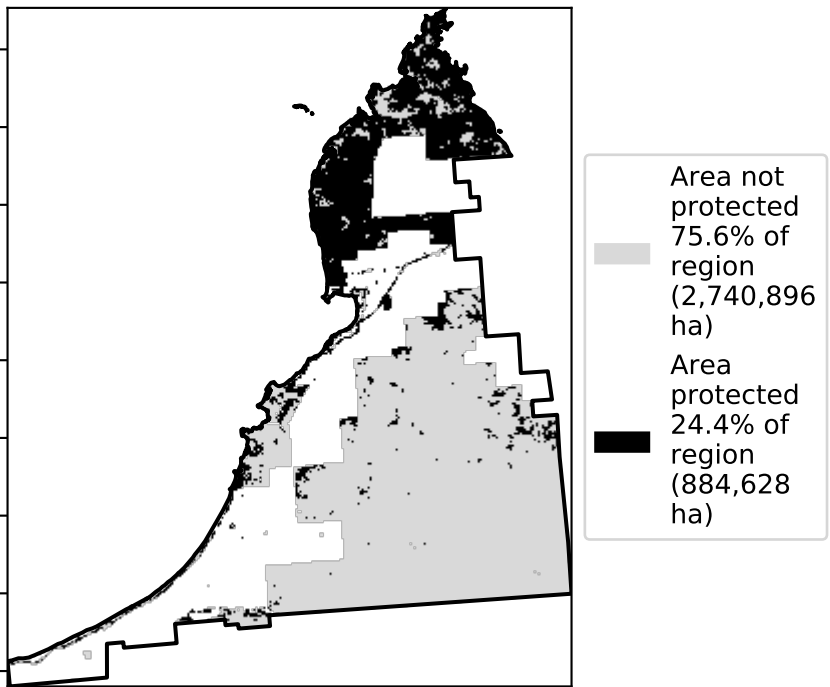 Area not
protected
75.6% of
region
(2,740,896
ha)
Area
protected
24.4% of
region
(884,628
ha)